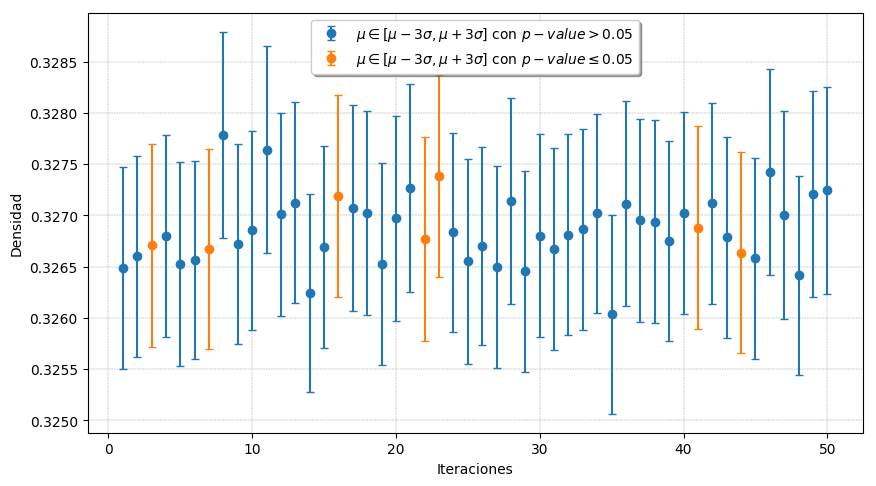 μ ∈ [μ − 3σ, μ + 3σ] con p − value > 0.05
μ ∈ [μ − 3σ, μ + 3σ] con p − value ≤ 0.05
0.3285
0.3280
0.3275
0.3270
0.3265
0.3260
0.3255
0.3250
Densidad
0 10 20 30 40 50
Iteraciones